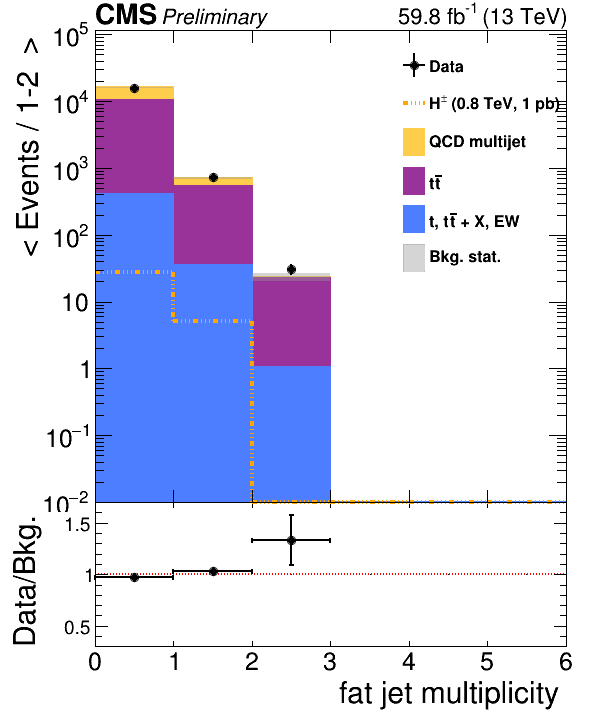 CMS Preliminary 59.8 fb⁻¹ (13 TeV)
< Events / 1-2 >
10⁵
10⁴
10³
10²
10
1
10⁻¹
10⁻²
Data
H± (0.8 TeV, 1 pb)
QCD multijet
tt̄
t, tt̄ + X, EW
Bkg. stat.
Data/Bkg.
1.5
1
0.5
0 1 2 3 4 5 6
fat jet multiplicity